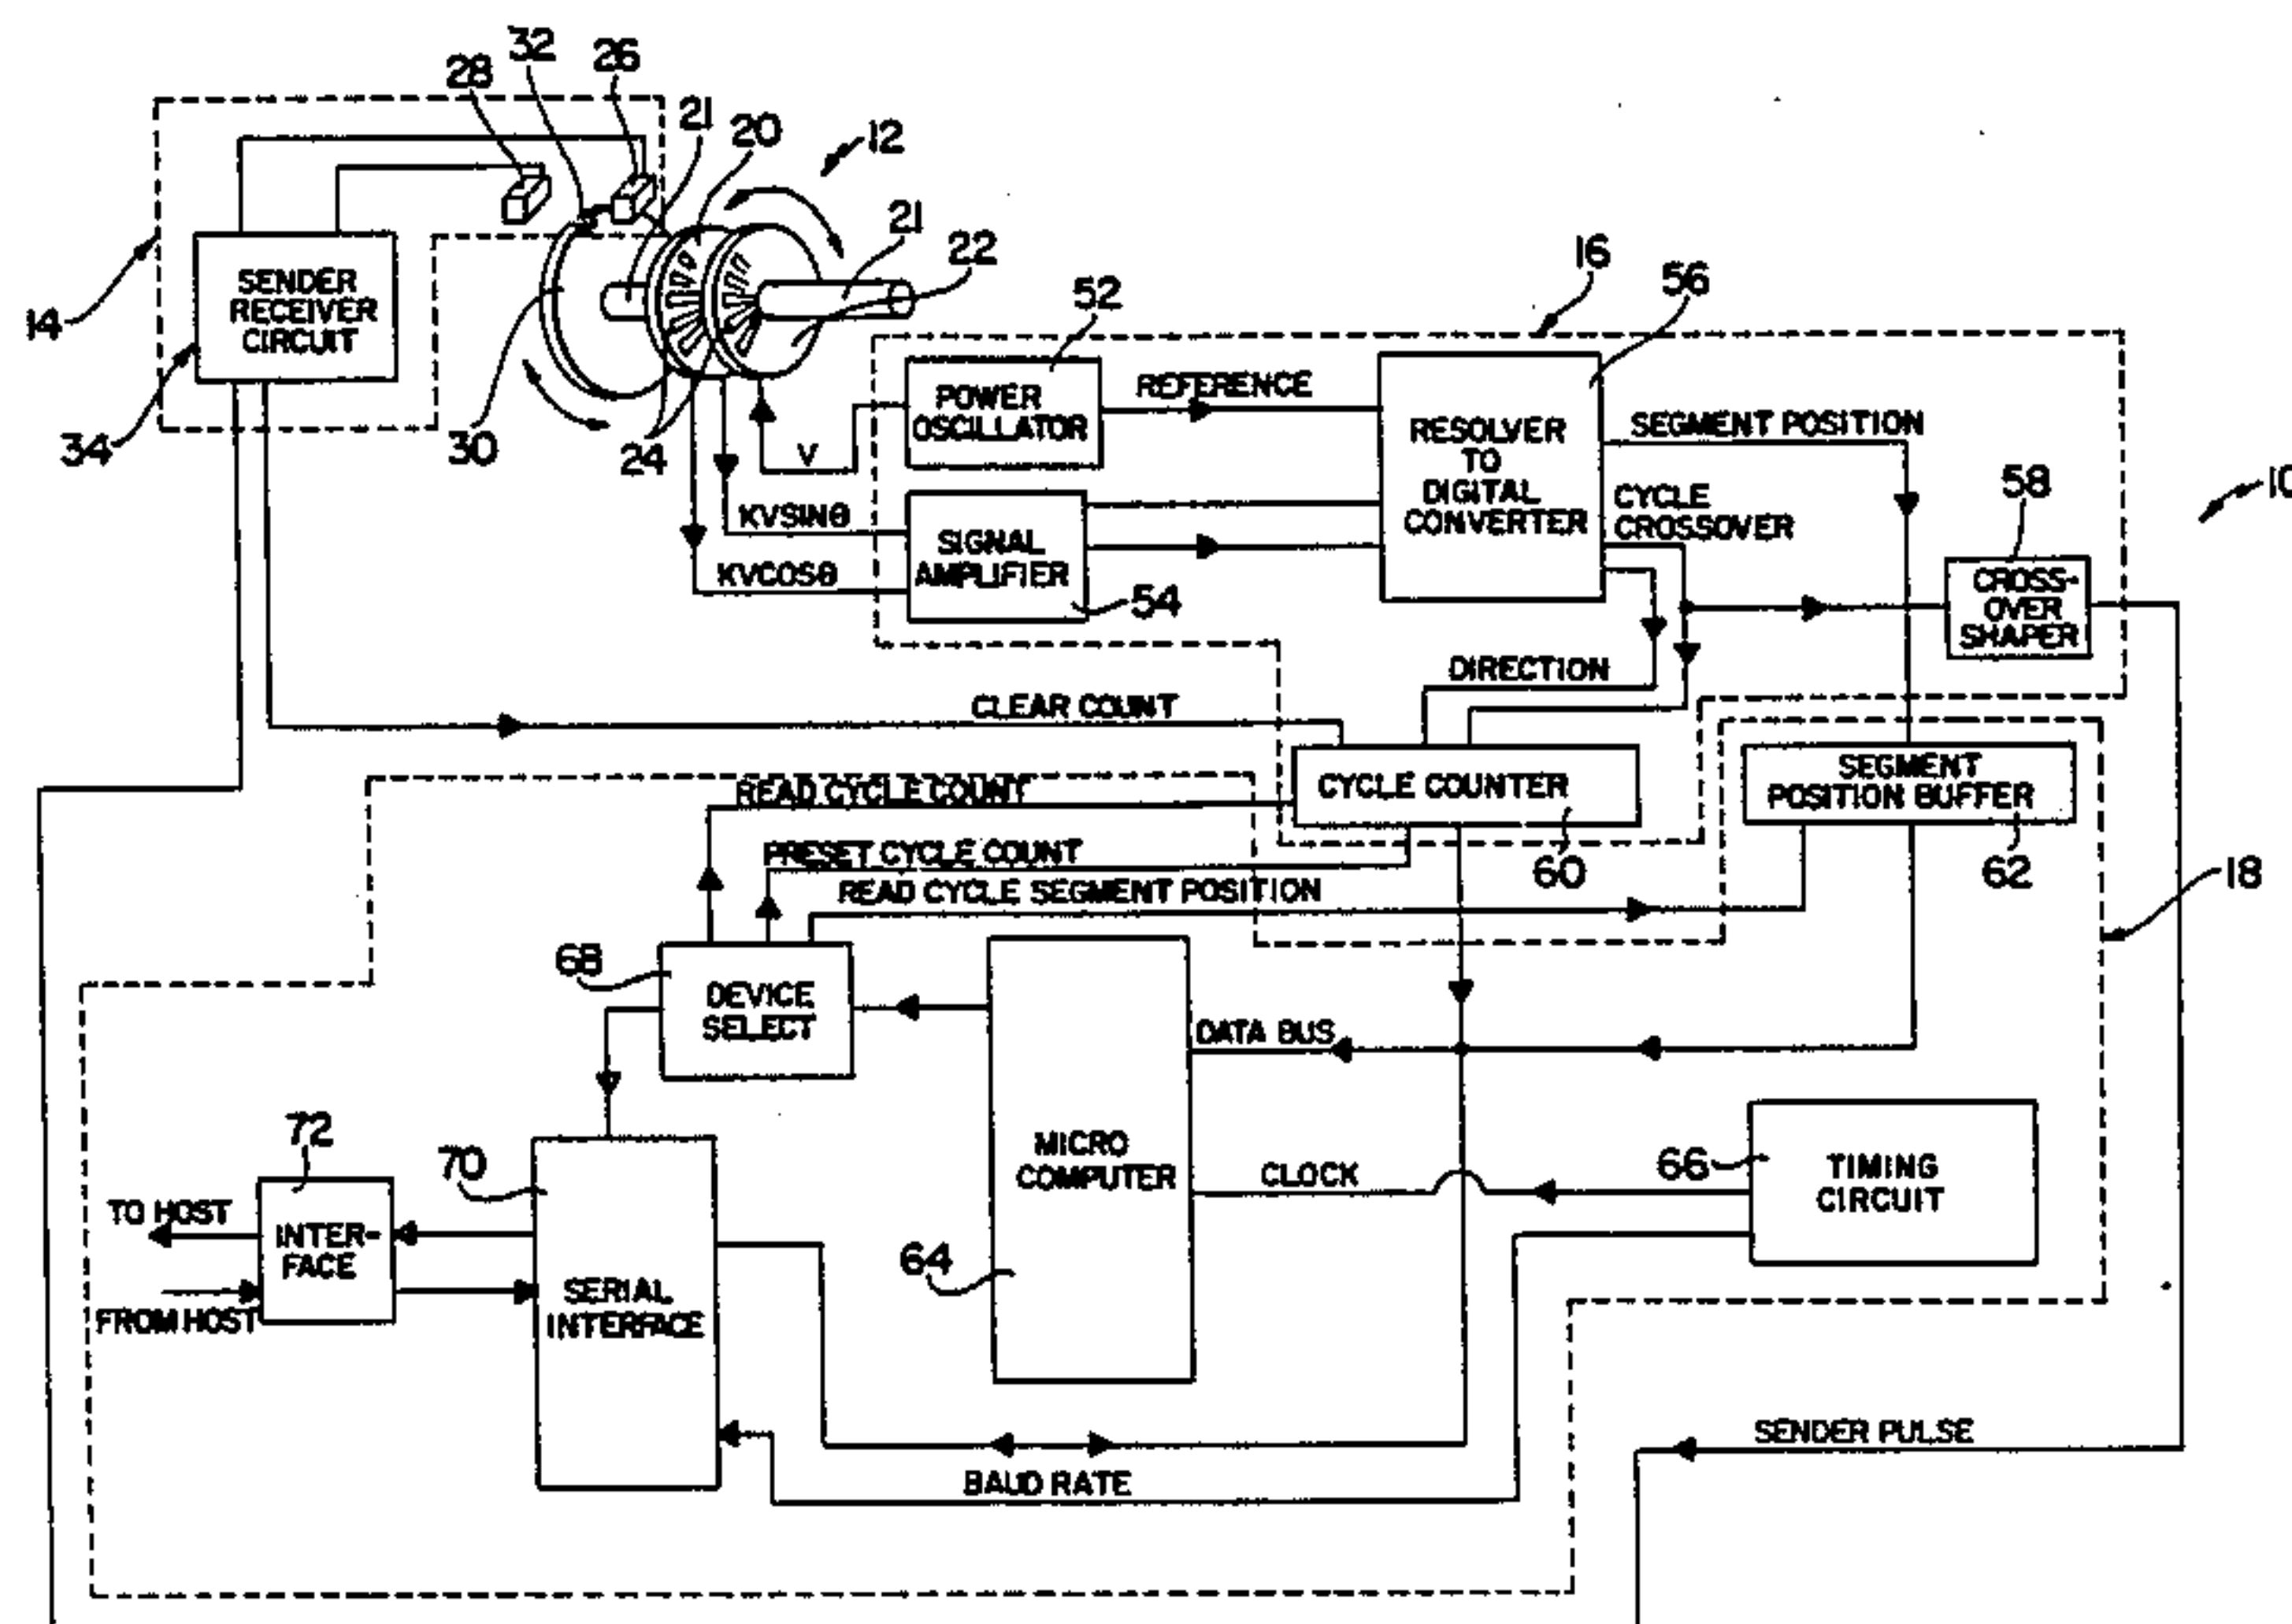 32
28
26
21
20
12
21
22
14
SENDER
RECEIVER
CIRCUIT
34
30
24
16
52
56
POWER
OSCILLATOR
REFERENCE
RESOLVER
TO
DIGITAL
CONVERTER
SEGMENT POSITION
V
KVSINθ
KVCOSθ
SIGNAL
AMPLIFIER
54
CYCLE
CROSSOVER
58
10
CROSS-
OVER
SHAPER
DIRECTION
CLEAR COUNT
CYCLE COUNTER
60
SEGMENT
POSITION BUFFER
62
18
READ CYCLE COUNT
PRESET CYCLE COUNT
READ CYCLE SEGMENT POSITION
68
DEVICE
SELECT
DATA BUS
MICRO
COMPUTER
64
CLOCK
66
TIMING
CIRCUIT
72
70
TO HOST
INTER-
FACE
FROM HOST
SERIAL
INTERFACE
BAUD RATE
SENDER PULSE